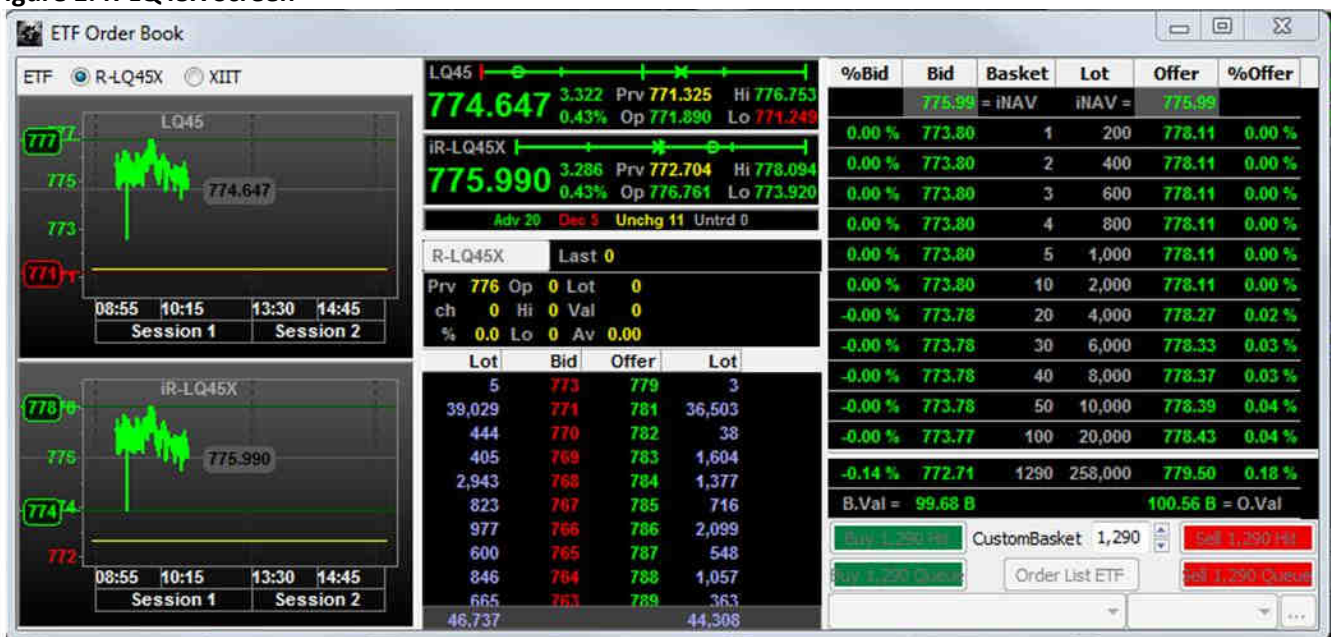 ETF Order Book
ETF R-LQ45X XIIT
LQ45
777
775
773
774.647
08:55 10:15 13:30 14:45
Session 1 Session 2
iR-LQ45X
776
775.990
772
08:55 10:15 13:30 14:45
Session 1 Session 2
LQ45
774.647 3.322 Prv 771.325 Hi 776.753
0.43% Op 771.890 Lo 771.249
iR-LQ45X
775.990 3.286 Prv 772.704 Hi 778.094
0.43% Op 776.761 Lo 773.920
Adv 20 Dec 5 Unchg 11 Untrd 0
R-LQ45X Last 0
Prv 776 Op 0 Lot 0
ch 0 Hi 0 Val 0
% 0.0 Lo 0 Av 0.00
Lot Bid Offer Lot
5 773 779 3
39,029 771 781 36,503
444 770 782 38
405 769 783 1,604
2,943 768 784 1,377
823 767 785 716
977 766 786 2,099
600 765 787 548
846 764 788 1,057
665 763 789 363
46,737 44,308
%Bid Bid Basket Lot Offer %Offer
775.99 = iNAV iNAV = 775.99
0.00 % 773.80 1 200 778.11 0.00 %
0.00 % 773.80 2 400 778.11 0.00 %
0.00 % 773.80 3 600 778.11 0.00 %
0.00 % 773.80 4 800 778.11 0.00 %
0.00 % 773.80 5 1,000 778.11 0.00 %
0.00 % 773.80 10 2,000 778.11 0.00 %
-0.00 % 773.78 20 4,000 778.27 0.02 %
-0.00 % 773.78 30 6,000 778.33 0.03 %
-0.00 % 773.78 40 8,000 778.37 0.03 %
-0.00 % 773.78 50 10,000 778.39 0.04 %
-0.00 % 773.77 100 20,000 778.43 0.04 %
-0.14 % 772.71 1290 258,000 779.50 0.18 %
B.Val = 99.68 B 100.56 B = O.Val
Buy 1,290 Hit CustomBasket 1,290 Sell 1,290 Hit
Buy 1,290 Queue Order List ETF Sell 1,290 Queue
...